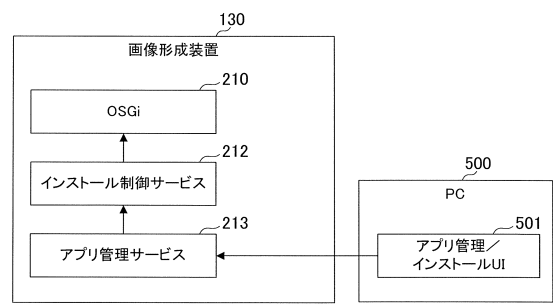 130
画像形成装置
210
OSGi
212
インストール制御サービス
500
PC
213
アプリ管理サービス
501
アプリ管理／
インストールUI